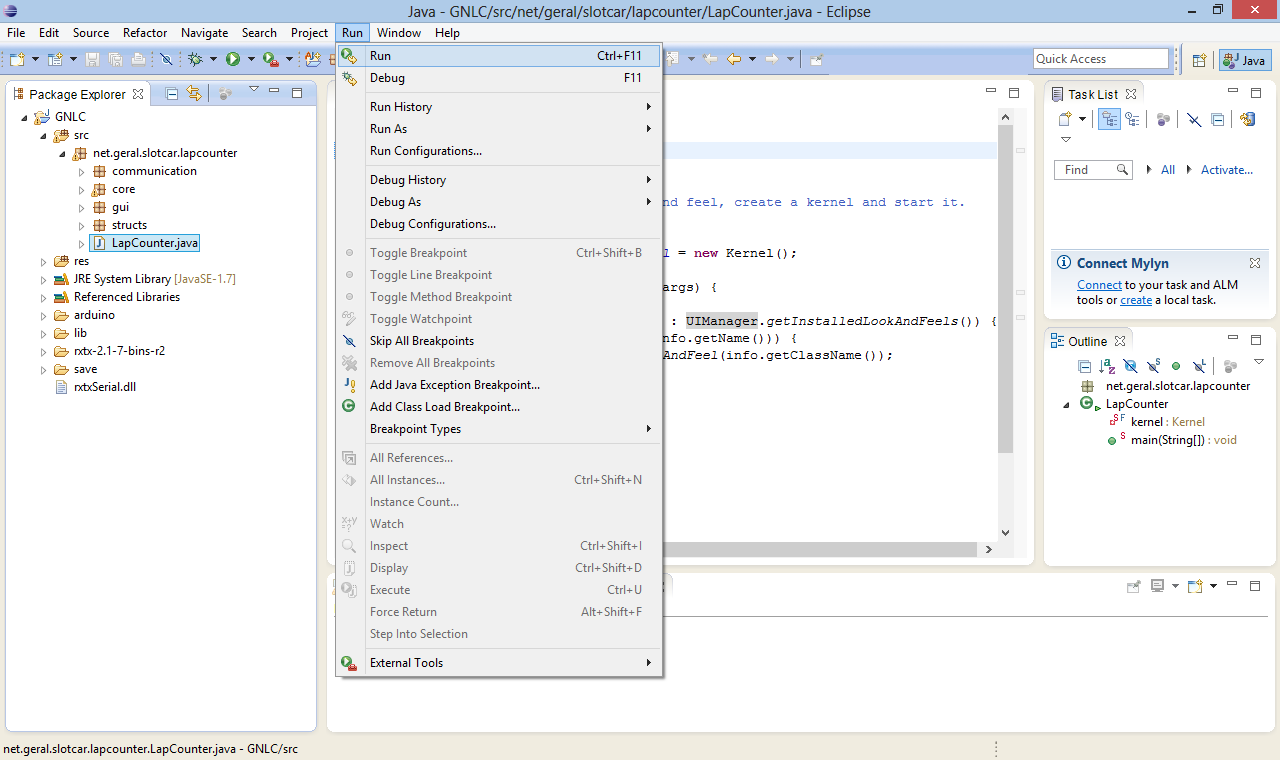 Java - GNLC/src/net/geral/slotcar/lapcounter/LapCounter.java - Eclipse
File Edit Source Refactor Navigate Search Project Run Window Help
Quick Access
Java
Package Explorer
GNLC
src
net.geral.slotcar.lapcounter
communication
core
gui
structs
LapCounter.java
res
JRE System Library [JavaSE-1.7]
Referenced Libraries
arduino
lib
rxtx-2.1-7-bins-r2
save
rxtxSerial.dll
Run Ctrl+F11
Debug F11
Run History
Run As
Run Configurations...
Debug History
Debug As
Debug Configurations...
Toggle Breakpoint Ctrl+Shift+B
Toggle Line Breakpoint
Toggle Method Breakpoint
Toggle Watchpoint
Skip All Breakpoints
Remove All Breakpoints
Add Java Exception Breakpoint...
Add Class Load Breakpoint...
Breakpoint Types
All References...
All Instances... Ctrl+Shift+N
Instance Count...
Watch
Inspect Ctrl+Shift+I
Display Ctrl+Shift+D
Execute Ctrl+U
Force Return Alt+Shift+F
Step Into Selection
External Tools
nd feel, create a kernel and start it.
l = new Kernel();
args) {
: UIManager.getInstalledLookAndFeels()) {
nfo.getName())) {
AndFeel(info.getClassName());
Task List
Find All Activate...
Connect Mylyn
Connect to your task and ALM
tools or create a local task.
Outline
net.geral.slotcar.lapcounter
LapCounter
kernel : Kernel
main(String[]) : void
net.geral.slotcar.lapcounter.LapCounter.java - GNLC/src